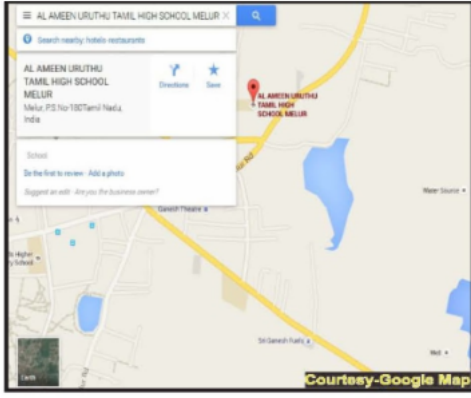 AL AMEEN URUTHU TAMIL HIGH SCHOOL MELUR
Search nearby: hotels restaurants
AL AMEEN URUTHU
TAMIL HIGH SCHOOL
MELUR
Melur, P.S.No-180Tamil Nadu,
India
Directions
Save
School
Be the first to review · Add a photo
Suggest an edit · Are you the business owner?
AL AMEEN URUTHU
TAMIL HIGH
SCHOOL MELUR
Rd
Ganesh Theatre
Water Source
Higher
School
Sri Ganesh Fuels
Well
Earth
Courtesy-Google Map